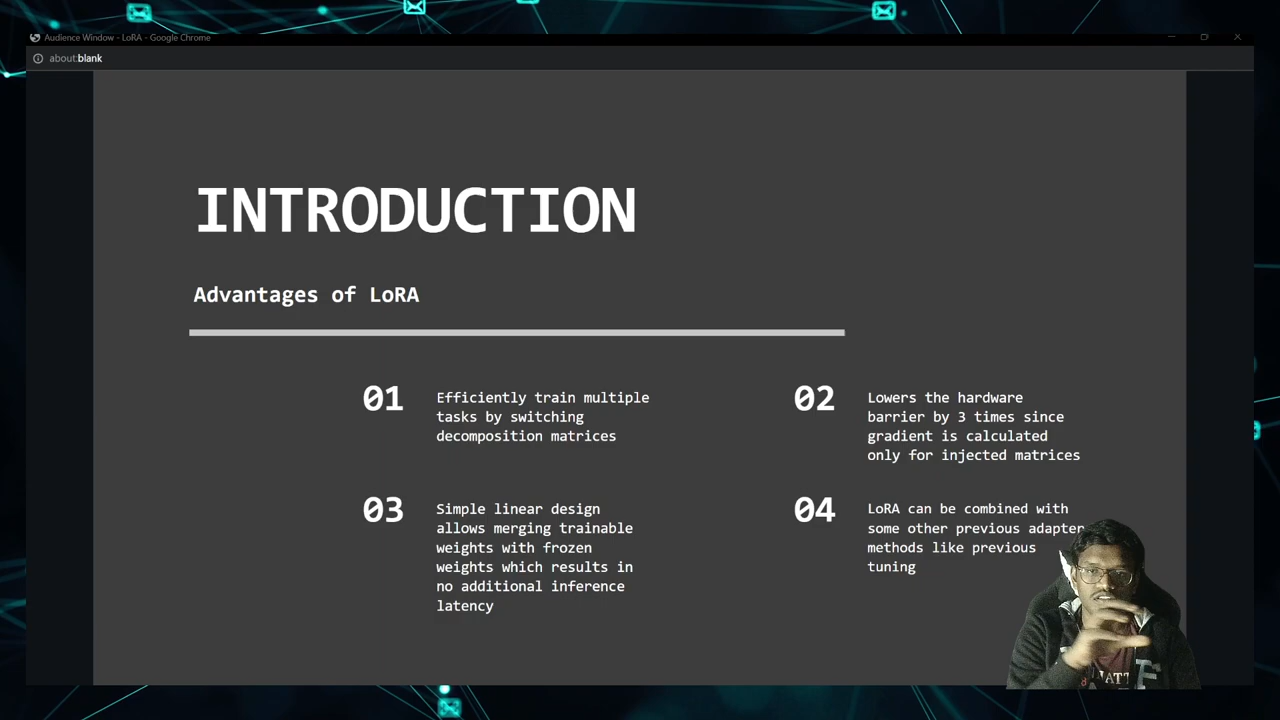 Audience Window - LoRA - Google Chrome
about:blank
INTRODUCTION
Advantages of LoRA
01
Efficiently train multiple
tasks by switching
decomposition matrices
02
Lowers the hardware
barrier by 3 times since
gradient is calculated
only for injected matrices
03
Simple linear design
allows merging trainable
weights with frozen
weights which results in
no additional inference
latency
04
LoRA can be combined with
some other previous adapter
methods like previous
tuning